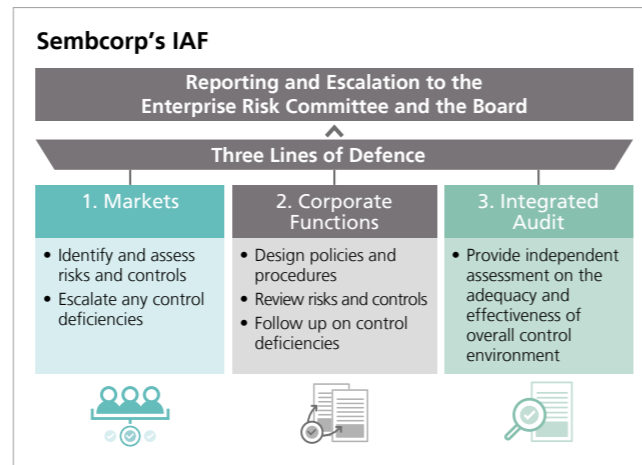 Sembcorp's IAF
Reporting and Escalation to the
Enterprise Risk Committee and the Board
Three Lines of Defence
1. Markets
• Identify and assess
risks and controls
• Escalate any control
deficiencies
2. Corporate
Functions
• Design policies and
procedures
• Review risks and controls
• Follow up on control
deficiencies
3. Integrated
Audit
• Provide independent
assessment on the
adequacy and
effectiveness of
overall control
environment